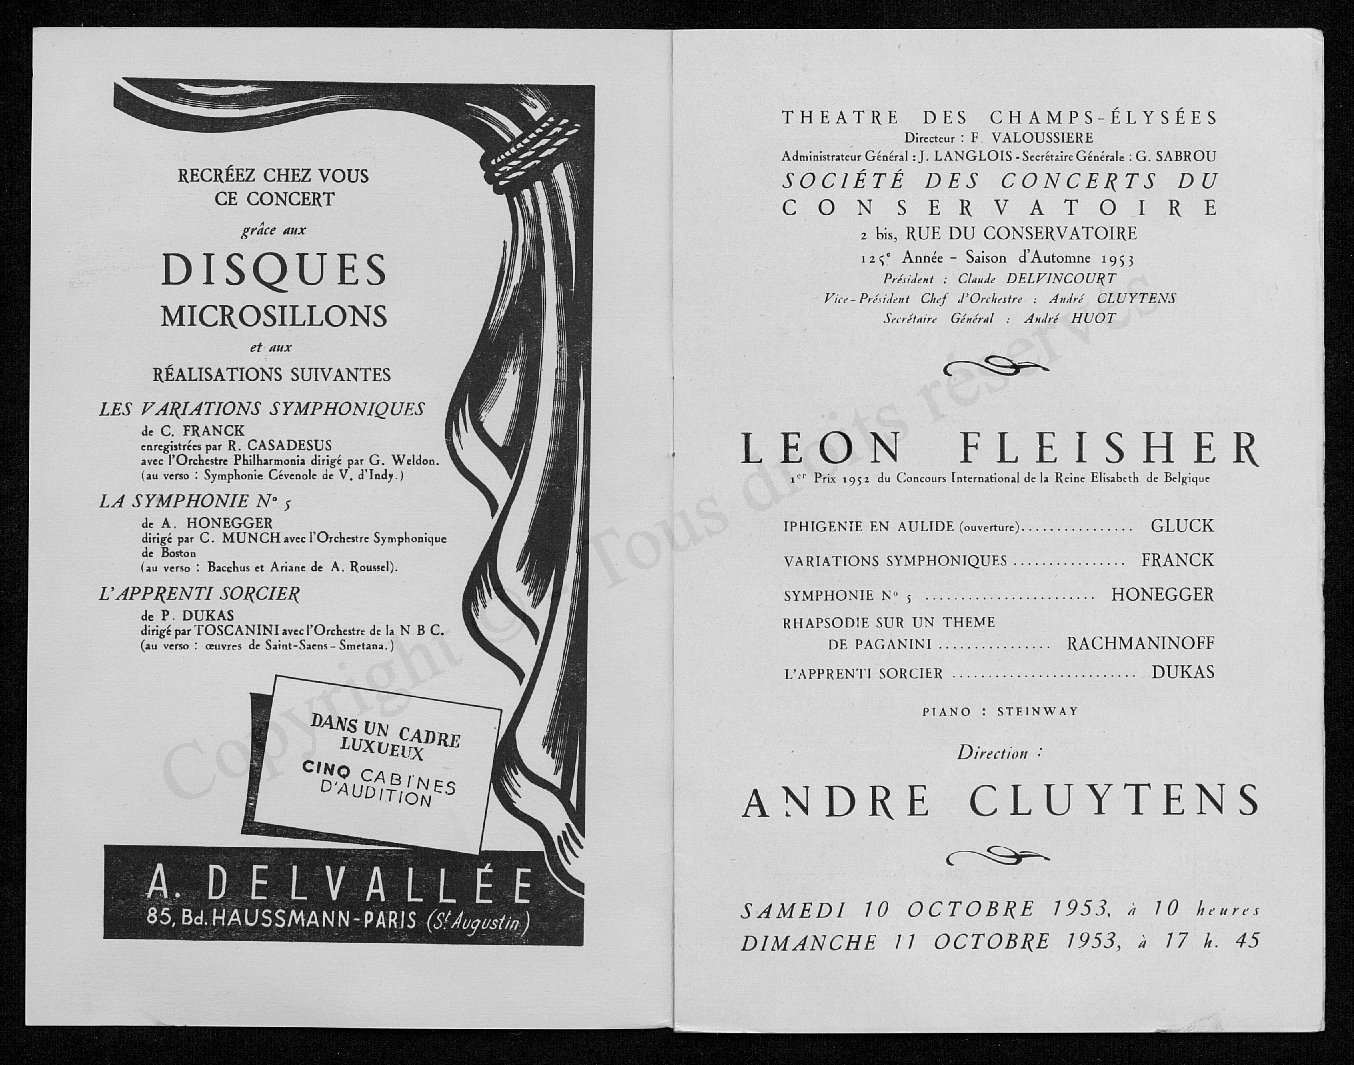 RECRÉEZ CHEZ VOUS
CE CONCERT
grâce aux
DISQUES
MICROSILLONS
et aux
RÉALISATIONS SUIVANTES
LES VARIATIONS SYMPHONIQUES
de C. FRANCK
enregistrées par R. CASADESUS
avec l'Orchestre Philharmonia dirigé par G. Weldon.
(au verso : Symphonie Cévenole de V. d'Indy.)
LA SYMPHONIE N° 5
de A. HONEGGER
dirigé par C. MUNCH avec l'Orchestre Symphonique
de Boston
(au verso : Bacchus et Ariane de A. Roussel).
L'APPRENTI SORCIER
de P. DUKAS
dirigé par TOSCANINI avec l'Orchestre de la N B C.
(au verso : œuvres de Saint-Saens - Smetana.)
DANS UN CADRE
LUXUEUX
CINQ CABINES
D'AUDITION
A. DELVALLÉE
85, Bd. HAUSSMANN-PARIS (St Augustin)
THEATRE DES CHAMPS-ÉLYSÉES
Directeur : F. VALOUSSIERE
Administrateur Général : J. LANGLOIS - Secrétaire Générale : G. SABROU
SOCIÉTÉ DES CONCERTS DU
CONSERVATOIRE
2 bis, RUE DU CONSERVATOIRE
125e Année - Saison d'Automne 1953
Président : Claude DELVINCOURT
Vice-Président Chef d'Orchestre : André CLUYTENS
Secrétaire Général : André HUOT
LEON FLEISHER
1er Prix 1952 du Concours International de la Reine Elisabeth de Belgique
IPHIGENIE EN AULIDE (ouverture)................ GLUCK
VARIATIONS SYMPHONIQUES ................ FRANCK
SYMPHONIE N° 5 ........................ HONEGGER
RHAPSODIE SUR UN THEME
DE PAGANINI ................ RACHMANINOFF
L'APPRENTI SORCIER .......................... DUKAS
PIANO : STEINWAY
Direction :
ANDRE CLUYTENS
SAMEDI 10 OCTOBRE 1953, à 10 heures
DIMANCHE 11 OCTOBRE 1953, à 17 h. 45
Copyright © Tous droits réservés